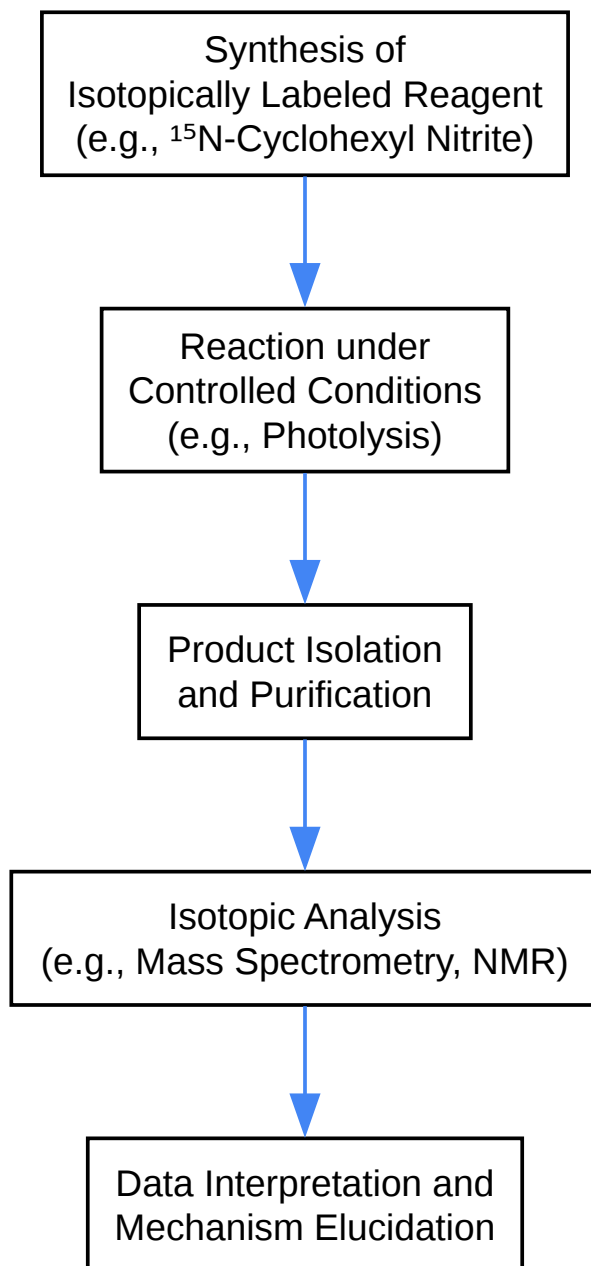 Synthesis of
Isotopically Labeled Reagent
(e.g., ¹⁵N-Cyclohexyl Nitrite)
Reaction under
Controlled Conditions
(e.g., Photolysis)
Product Isolation
and Purification
Isotopic Analysis
(e.g., Mass Spectrometry, NMR)
Data Interpretation and
Mechanism Elucidation